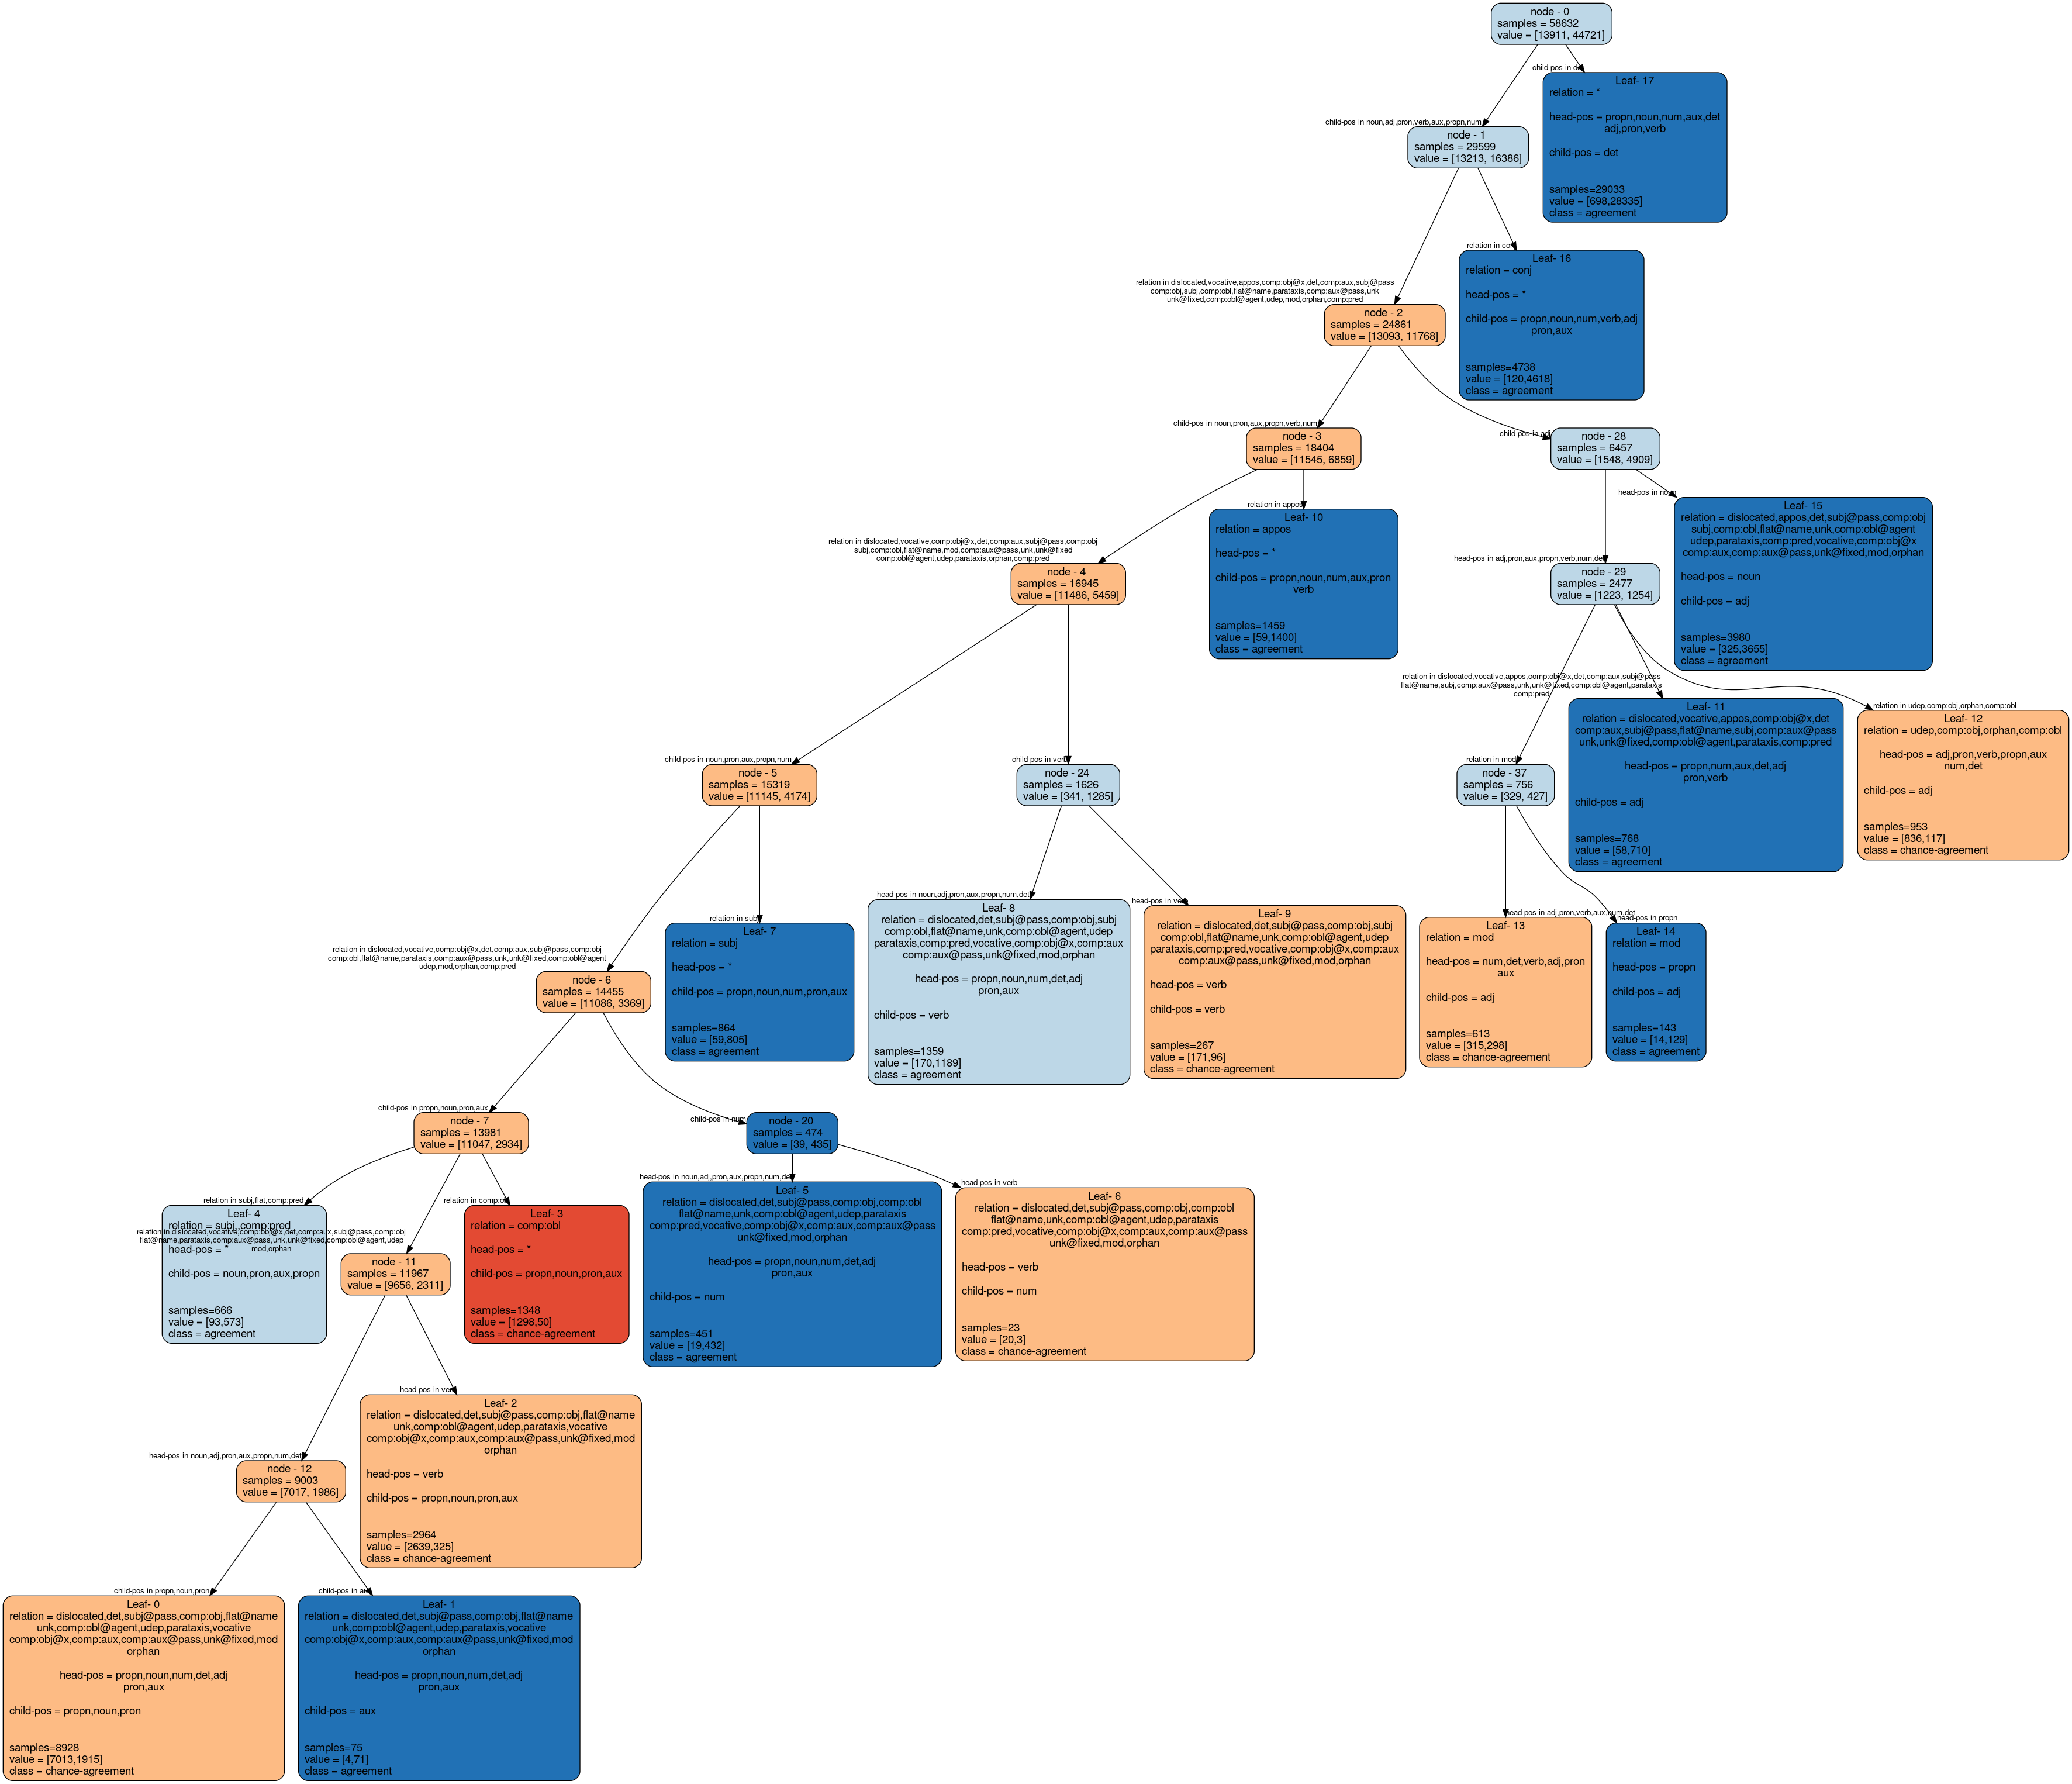 node - 0
samples = 58632
value = [13911, 44721]
child-pos in
Leaf- 17
relation = *
head-pos = propn,noun,num,aux,det
adj,pron,verb
child-pos = det
samples=29033
value = [698,28335]
class = agreement
child-pos in noun,adj,pron,verb,aux,propn,num
node - 1
samples = 29599
value = [13213, 16386]
relation in
Leaf- 16
relation = conj
head-pos = *
child-pos = propn,noun,num,verb,adj
pron,aux
samples=4738
value = [120,4618]
class = agreement
relation in dislocated,vocative,appos,comp:obj@x,det,comp:aux,subj@pass
comp:obj,subj,comp:obl,flat@name,parataxis,comp:aux@pass,unk
unk@fixed,comp:obl@agent,udep,mod,orphan,comp:pred
node - 2
samples = 24861
value = [13093, 11768]
child-pos in noun,pron,aux,propn,verb,num
node - 3
samples = 18404
value = [11545, 6859]
child-pos in adj
node - 28
samples = 6457
value = [1548, 4909]
head-pos in noun
Leaf- 15
relation = dislocated,appos,det,subj@pass,comp:obj
subj,comp:obl,flat@name,unk,comp:obl@agent
udep,parataxis,comp:pred,vocative,comp:obj@x
comp:aux,comp:aux@pass,unk@fixed,mod,orphan
head-pos = noun
child-pos = adj
samples=3980
value = [325,3655]
class = agreement
relation in appos
Leaf- 10
relation = appos
head-pos = *
child-pos = propn,noun,num,aux,pron
verb
samples=1459
value = [59,1400]
class = agreement
relation in dislocated,vocative,comp:obj@x,det,comp:aux,subj@pass,comp:obj
subj,comp:obl,flat@name,mod,comp:aux@pass,unk,unk@fixed
comp:obl@agent,udep,parataxis,orphan,comp:pred
node - 4
samples = 16945
value = [11486, 5459]
head-pos in adj,pron,aux,propn,verb,num,det
node - 29
samples = 2477
value = [1223, 1254]
relation in dislocated,vocative,appos,comp:obj@x,det,comp:aux,subj@pass
flat@name,subj,comp:aux@pass,unk,unk@fixed,comp:obl@agent,parataxis
comp:pred
Leaf- 11
relation = dislocated,vocative,appos,comp:obj@x,det
comp:aux,subj@pass,flat@name,subj,comp:aux@pass
unk,unk@fixed,comp:obl@agent,parataxis,comp:pred
head-pos = propn,num,aux,det,adj
pron,verb
child-pos = adj
samples=768
value = [58,710]
class = agreement
relation in udep,comp:obj,orphan,comp:obl
Leaf- 12
relation = udep,comp:obj,orphan,comp:obl
head-pos = adj,pron,verb,propn,aux
num,det
child-pos = adj
samples=953
value = [836,117]
class = chance-agreement
child-pos in noun,pron,aux,propn,num
node - 5
samples = 15319
value = [11145, 4174]
child-pos in verb
node - 24
samples = 1626
value = [341, 1285]
relation in mod
node - 37
samples = 756
value = [329, 427]
relation in subj
Leaf- 7
relation = subj
head-pos = *
child-pos = propn,noun,num,pron,aux
samples=864
value = [59,805]
class = agreement
head-pos in noun,adj,pron,aux,propn,num,det
Leaf- 8
relation = dislocated,det,subj@pass,comp:obj,subj
comp:obl,flat@name,unk,comp:obl@agent,udep
parataxis,comp:pred,vocative,comp:obj@x,comp:aux
comp:aux@pass,unk@fixed,mod,orphan
head-pos = propn,noun,num,det,adj
pron,aux
child-pos = verb
samples=1359
value = [170,1189]
class = agreement
head-pos in verb
Leaf- 9
relation = dislocated,det,subj@pass,comp:obj,subj
comp:obl,flat@name,unk,comp:obl@agent,udep
parataxis,comp:pred,vocative,comp:obj@x,comp:aux
comp:aux@pass,unk@fixed,mod,orphan
head-pos = verb
child-pos = verb
samples=267
value = [171,96]
class = chance-agreement
head-pos in adj,pron,verb,aux,num,det
Leaf- 13
relation = mod
head-pos = num,det,verb,adj,pron
aux
child-pos = adj
samples=613
value = [315,298]
class = chance-agreement
head-pos in propn
Leaf- 14
relation = mod
head-pos = propn
child-pos = adj
samples=143
value = [14,129]
class = agreement
relation in dislocated,vocative,comp:obj@x,det,comp:aux,subj@pass,comp:obj
comp:obl,flat@name,parataxis,comp:aux@pass,unk,unk@fixed,comp:obl@agent
udep,mod,orphan,comp:pred
node - 6
samples = 14455
value = [11086, 3369]
child-pos in propn,noun,pron,aux
node - 7
samples = 13981
value = [11047, 2934]
child-pos in num
node - 20
samples = 474
value = [39, 435]
relation in subj,flat,comp:pred
Leaf- 4
relation = subj,,comp:pred
head-pos = *
child-pos = noun,pron,aux,propn
samples=666
value = [93,573]
class = agreement
relation in dislocated,vocative,comp:obj@x,det,comp:aux,subj@pass,comp:obj
flat@name,parataxis,comp:aux@pass,unk,unk@fixed,comp:obl@agent,udep
mod,orphan
node - 11
samples = 11967
value = [9656, 2311]
relation in comp:obl
Leaf- 3
relation = comp:obl
head-pos = *
child-pos = propn,noun,pron,aux
samples=1348
value = [1298,50]
class = chance-agreement
head-pos in noun,adj,pron,aux,propn,num,det
Leaf- 5
relation = dislocated,det,subj@pass,comp:obj,comp:obl
flat@name,unk,comp:obl@agent,udep,parataxis
comp:pred,vocative,comp:obj@x,comp:aux,comp:aux@pass
unk@fixed,mod,orphan
head-pos = propn,noun,num,det,adj
pron,aux
child-pos = num
samples=451
value = [19,432]
class = agreement
head-pos in verb
Leaf- 6
relation = dislocated,det,subj@pass,comp:obj,comp:obl
flat@name,unk,comp:obl@agent,udep,parataxis
comp:pred,vocative,comp:obj@x,comp:aux,comp:aux@pass
unk@fixed,mod,orphan
head-pos = verb
child-pos = num
samples=23
value = [20,3]
class = chance-agreement
head-pos in noun,adj,pron,aux,propn,num,det
node - 12
samples = 9003
value = [7017, 1986]
head-pos in verb
Leaf- 2
relation = dislocated,det,subj@pass,comp:obj,flat@name
unk,comp:obl@agent,udep,parataxis,vocative
comp:obj@x,comp:aux,comp:aux@pass,unk@fixed,mod
orphan
head-pos = verb
child-pos = propn,noun,pron,aux
samples=2964
value = [2639,325]
class = chance-agreement
child-pos in propn,noun,pron
Leaf- 0
relation = dislocated,det,subj@pass,comp:obj,flat@name
unk,comp:obl@agent,udep,parataxis,vocative
comp:obj@x,comp:aux,comp:aux@pass,unk@fixed,mod
orphan
head-pos = propn,noun,num,det,adj
pron,aux
child-pos = propn,noun,pron
samples=8928
value = [7013,1915]
class = chance-agreement
child-pos in aux
Leaf- 1
relation = dislocated,det,subj@pass,comp:obj,flat@name
unk,comp:obl@agent,udep,parataxis,vocative
comp:obj@x,comp:aux,comp:aux@pass,unk@fixed,mod
orphan
head-pos = propn,noun,num,det,adj
pron,aux
child-pos = aux
samples=75
value = [4,71]
class = agreement